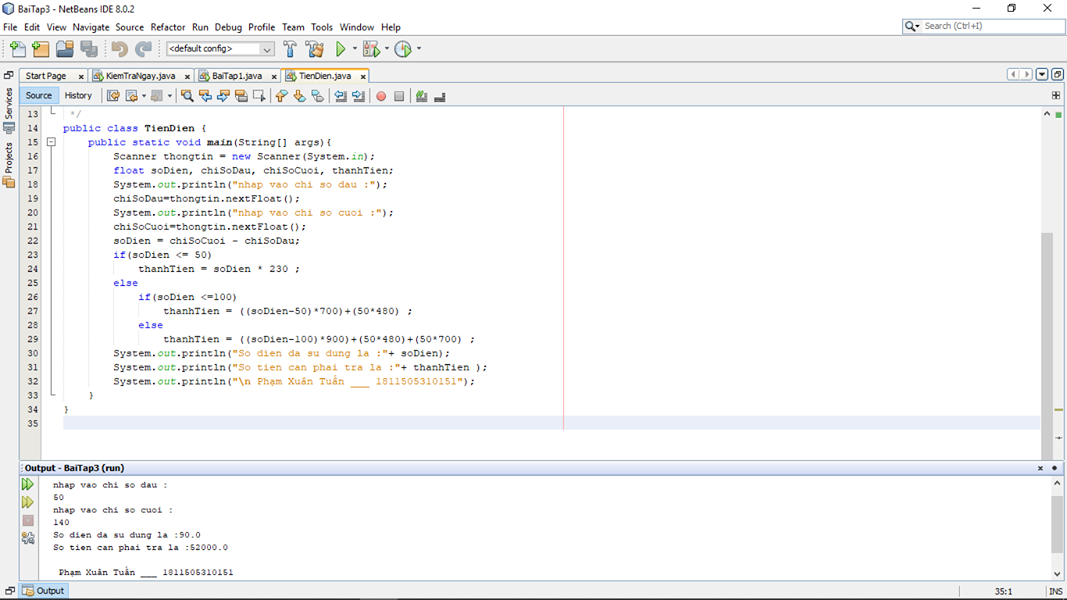 BaiTap3 - NetBeans IDE 8.0.2
File Edit View Navigate Source Refactor Run Debug Profile Team Tools Window Help
Search (Ctrl+I)
<default config>
Start Page KiemTraNgay.java BaiTap1.java TienDien.java
Source History
Services
Projects
13 */
14 public class TienDien {
15 public static void main(String[] args){
16 Scanner thongtin = new Scanner(System.in);
17 float soDien, chiSoDau, chiSoCuoi, thanhTien;
18 System.out.println("nhap vao chi so dau :");
19 chiSoDau=thongtin.nextFloat();
20 System.out.println("nhap vao chi so cuoi :");
21 chiSoCuoi=thongtin.nextFloat();
22 soDien = chiSoCuoi - chiSoDau;
23 if(soDien <= 50)
24 thanhTien = soDien * 230 ;
25 else
26 if(soDien <=100)
27 thanhTien = ((soDien-50)*700)+(50*480) ;
28 else
29 thanhTien = ((soDien-100)*900)+(50*480)+(50*700) ;
30 System.out.println("So dien da su dung la :"+ soDien);
31 System.out.println("So tien can phai tra la :"+ thanhTien );
32 System.out.println("\n Phạm Xuân Tuấn ___ 1811505310151");
33 }
34 }
35
Output - BaiTap3 (run)
nhap vao chi so dau :
50
nhap vao chi so cuoi :
140
So dien da su dung la :90.0
So tien can phai tra la :52000.0
Phạm Xuân Tuấn ___ 1811505310151
Output
35:1 INS